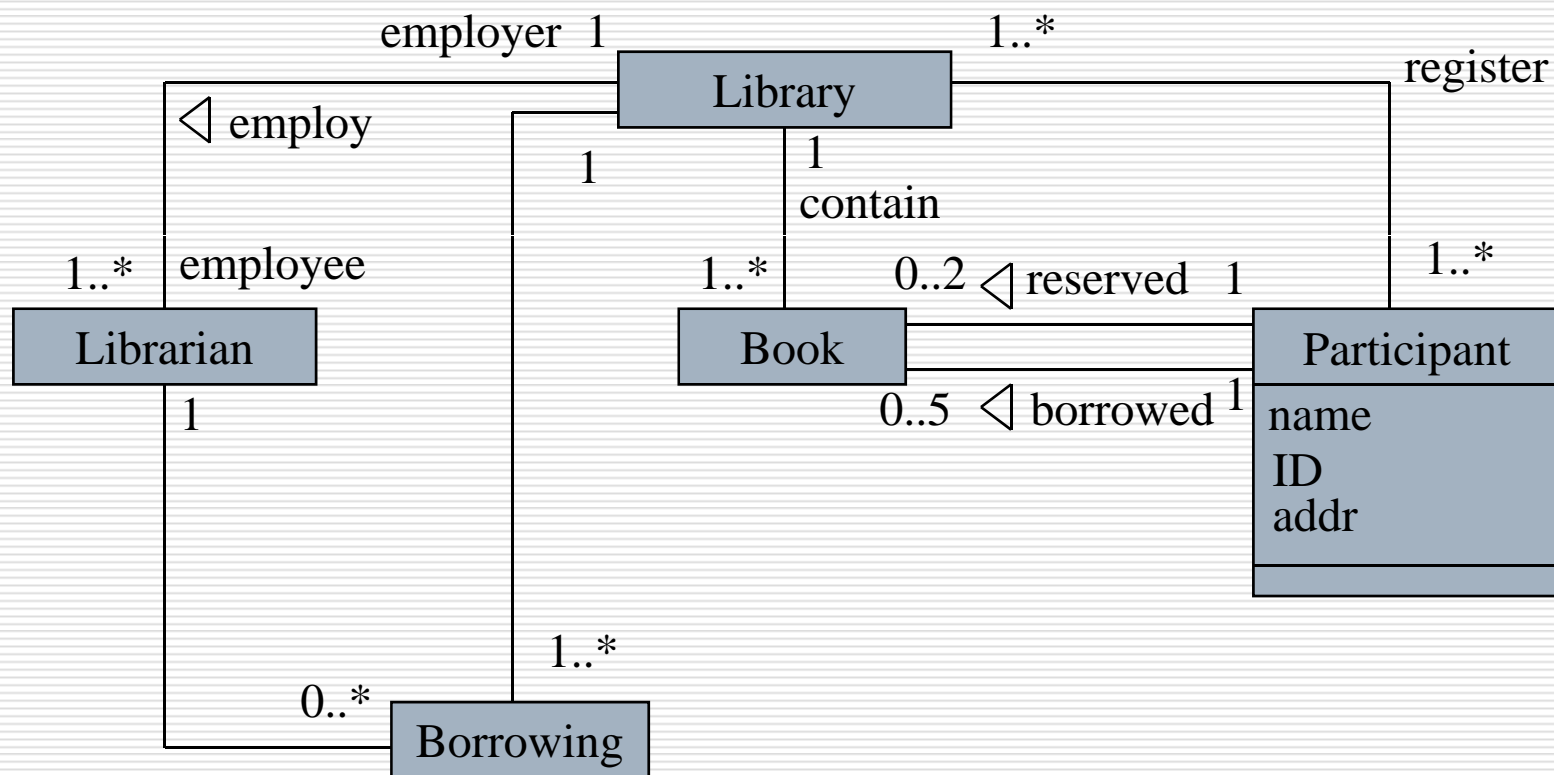 employer 1
1..*
Library
register
employ
1
1
contain
1..*
employee
1..*
0..2
reserved
1
1..*
Librarian
Book
Participant
1
0..5
borrowed
1
name
ID
addr
1..*
0..*
Borrowing